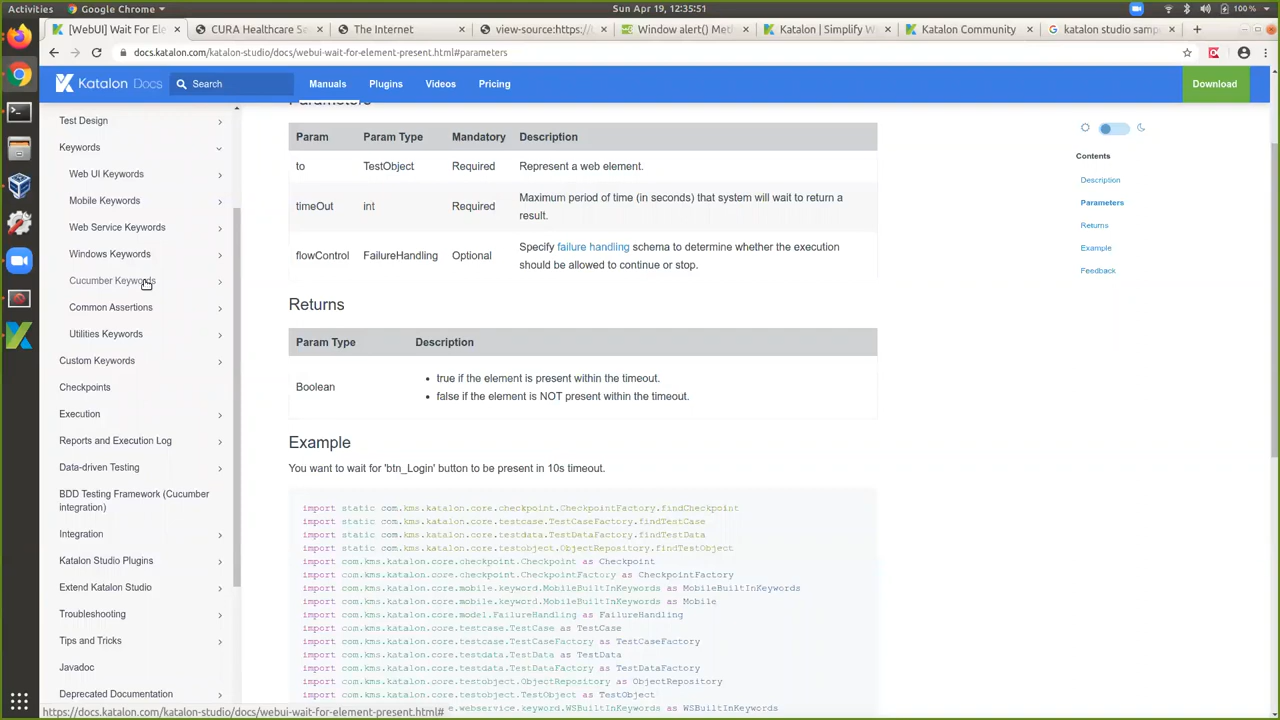 Activities
Google Chrome
Sun Apr 19, 12:35:51
100 %
[WebUI] Wait For Ele
CURA Healthcare Se
The Internet
view-source:https://
Window alert() Meth
Katalon | Simplify W
Katalon Community
katalon studio samp
docs.katalon.com/katalon-studio/docs/webui-wait-for-element-present.html#parameters
Katalon Docs
Search
Manuals
Plugins
Videos
Pricing
Download
Test Design
Keywords
Web UI Keywords
Mobile Keywords
Web Service Keywords
Windows Keywords
Cucumber Keywords
Common Assertions
Utilities Keywords
Custom Keywords
Checkpoints
Execution
Reports and Execution Log
Data-driven Testing
BDD Testing Framework (Cucumber
integration)
Integration
Katalon Studio Plugins
Extend Katalon Studio
Troubleshooting
Tips and Tricks
Javadoc
Deprecated Documentation
Parameters
Param Param Type Mandatory Description
to TestObject Required Represent a web element.
timeOut int Required Maximum period of time (in seconds) that system will wait to return a
result.
flowControl FailureHandling Optional Specify failure handling schema to determine whether the execution
should be allowed to continue or stop.
Returns
Param Type Description
Boolean
• true if the element is present within the timeout.
• false if the element is NOT present within the timeout.
Example
You want to wait for 'btn_Login' button to be present in 10s timeout.
import static com.kms.katalon.core.checkpoint.CheckpointFactory.findCheckpoint
import static com.kms.katalon.core.testcase.TestCaseFactory.findTestCase
import static com.kms.katalon.core.testdata.TestDataFactory.findTestData
import static com.kms.katalon.core.testobject.ObjectRepository.findTestObject
import com.kms.katalon.core.checkpoint.Checkpoint as Checkpoint
import com.kms.katalon.core.checkpoint.CheckpointFactory as CheckpointFactory
import com.kms.katalon.core.mobile.keyword.MobileBuiltInKeywords as MobileBuiltInKeywords
import com.kms.katalon.core.mobile.keyword.MobileBuiltInKeywords as Mobile
import com.kms.katalon.core.model.FailureHandling as FailureHandling
import com.kms.katalon.core.testcase.TestCase as TestCase
import com.kms.katalon.core.testcase.TestCaseFactory as TestCaseFactory
import com.kms.katalon.core.testdata.TestData as TestData
import com.kms.katalon.core.testdata.TestDataFactory as TestDataFactory
import com.kms.katalon.core.testobject.ObjectRepository as ObjectRepository
import com.kms.katalon.core.testobject.TestObject as TestObject
e.webservice.keyword.WSBuiltInKeywords as WSBuiltInKeywords
Contents
Description
Parameters
Returns
Example
Feedback
https://docs.katalon.com/katalon-studio/docs/webui-wait-for-element-present.html#